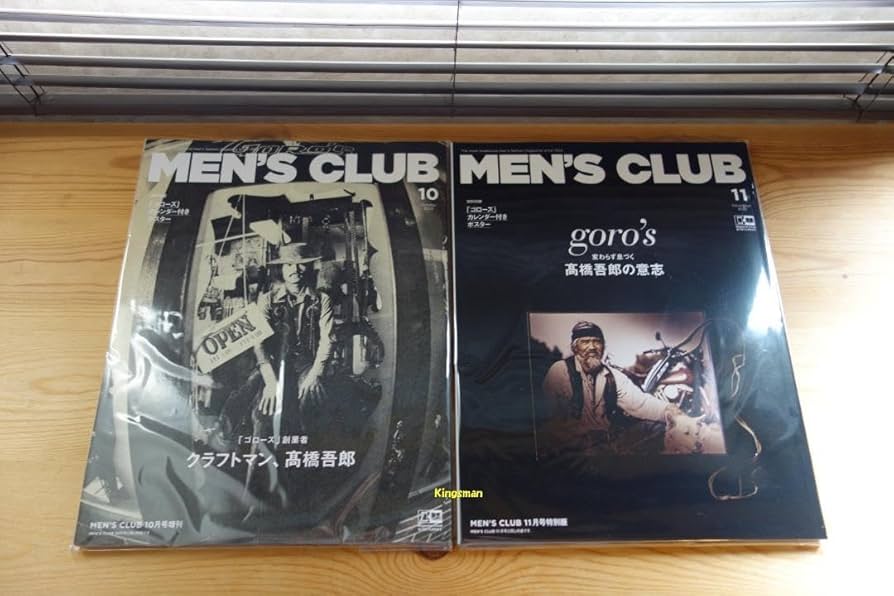 MEN'S CLUB
10
「ゴローズ」
カレンダー付き
ポスター
OPEN
「ゴローズ」創業者
クラフトマン、髙橋吾郎
MEN'S CLUB 10月号増刊
MEN'S CLUB
11
「ゴローズ」
カレンダー付き
ポスター
goro's
変わらず息づく
髙橋吾郎の意志
MEN'S CLUB 11月号特別版
Kingsman